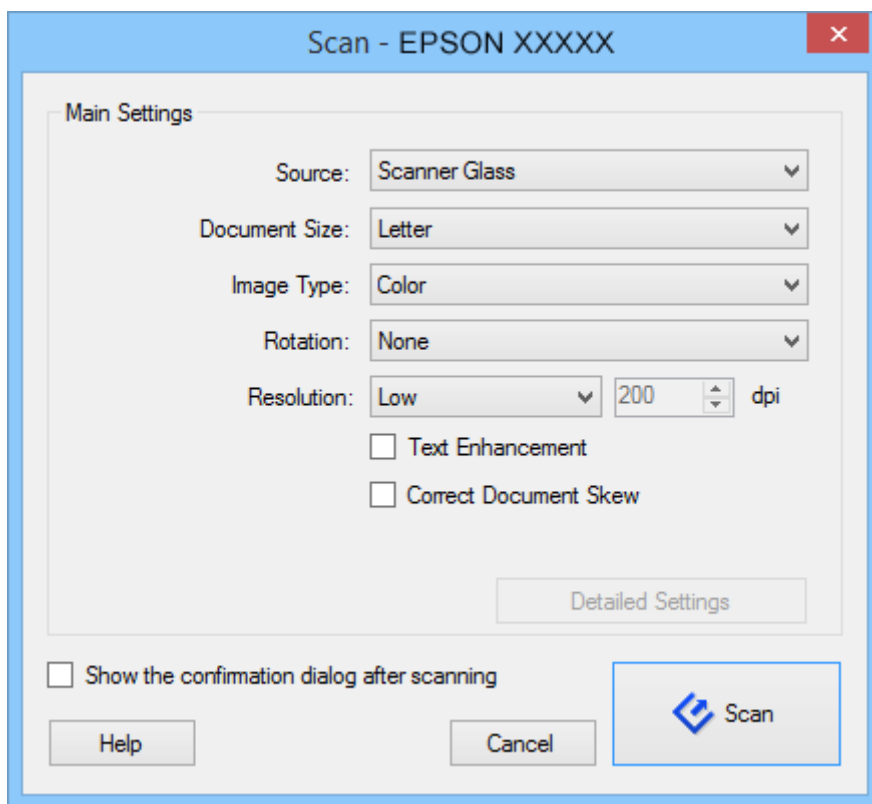 Scan - EPSON XXXXX
Main Settings
Source: Scanner Glass
Document Size: Letter
Image Type: Color
Rotation: None
Resolution: Low 200 dpi
Text Enhancement
Correct Document Skew
Detailed Settings
Show the confirmation dialog after scanning
Scan
Help Cancel